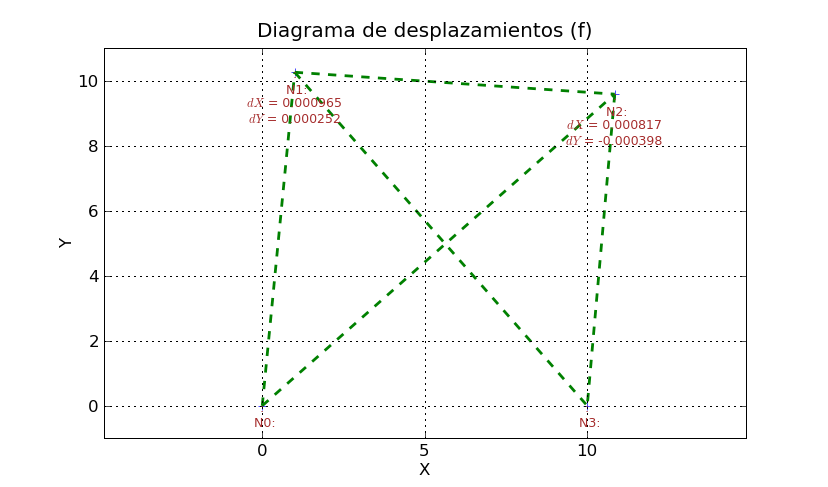 Diagrama de desplazamientos (f)
10
8
6
4
2
0
Y
N1:
dX = 0.000965
dY = 0.000252
N2:
dX = 0.000817
dY = -0.000398
N0:
N3:
0
5
10
X